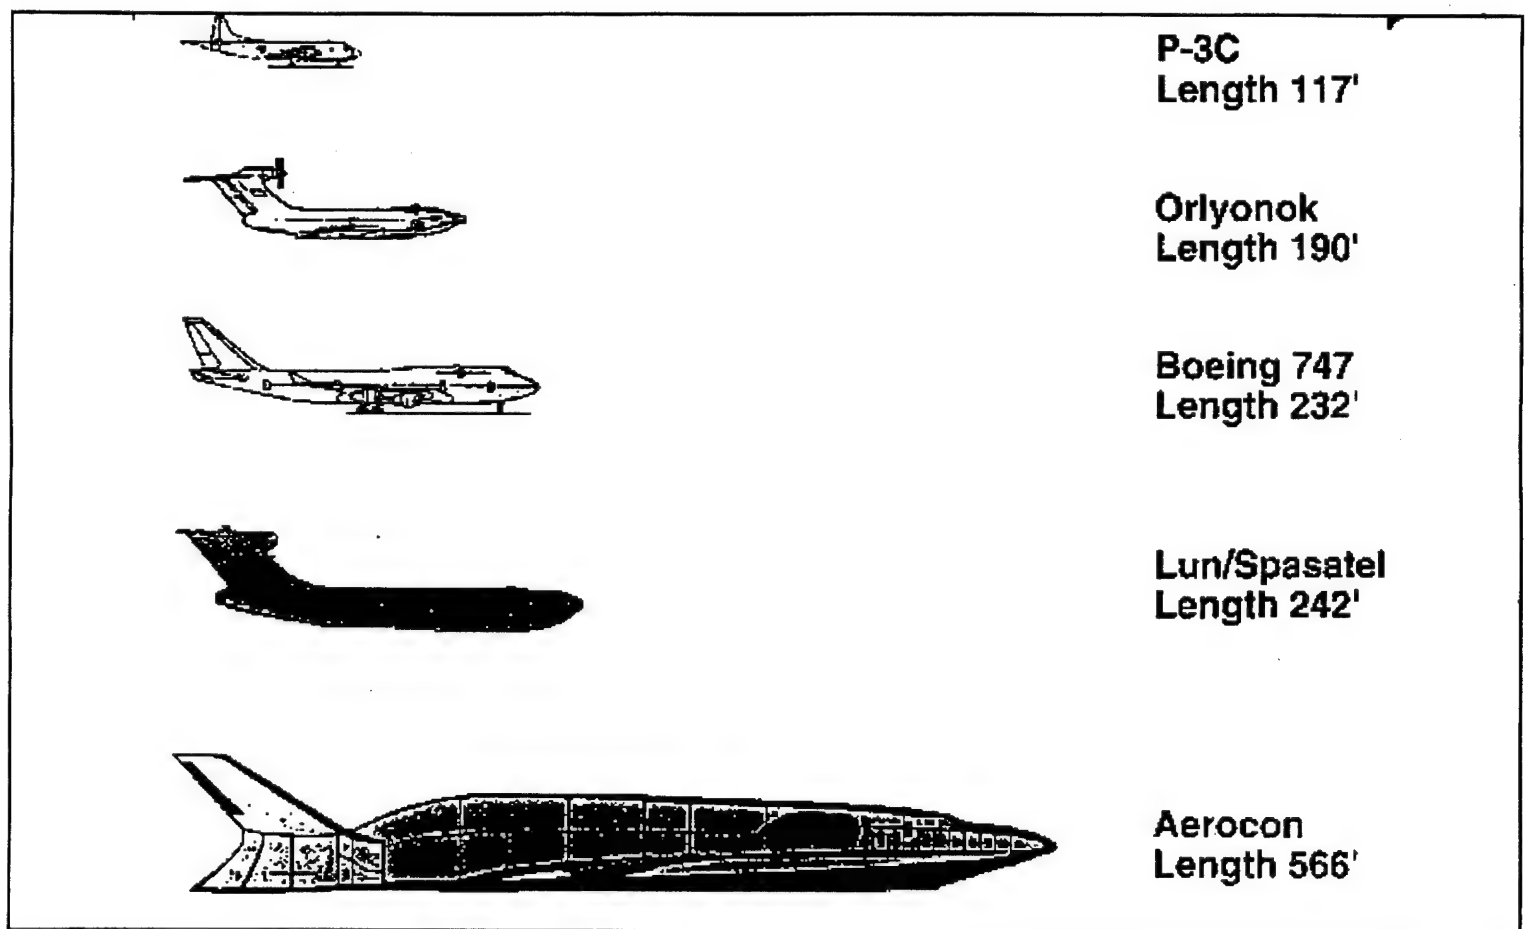 P-3C
Length 117'
Orlyonok
Length 190'
Boeing 747
Length 232'
Lun/Spasatel
Length 242'
Aerocon
Length 566'